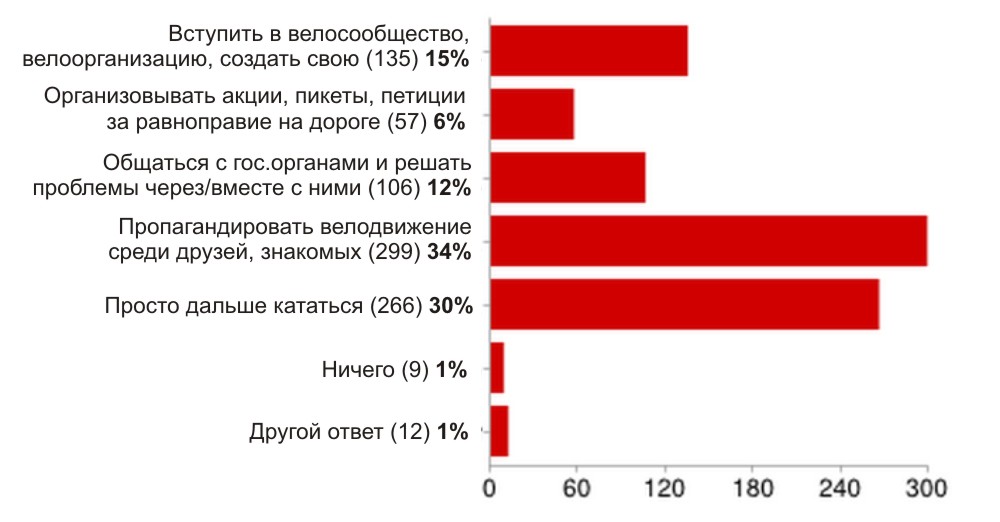 Вступить в велосообщество,
велоорганизацию, создать свою (135) 15%
Организовывать акции, пикеты, петиции
за равноправие на дороге (57) 6%
Общаться с гос.органами и решать
проблемы через/вместе с ними (106) 12%
Пропагандировать велодвижение
среди друзей, знакомых (299) 34%
Просто дальше кататься (266) 30%
Ничего (9) 1%
Другой ответ (12) 1%
0 60 120 180 240 300